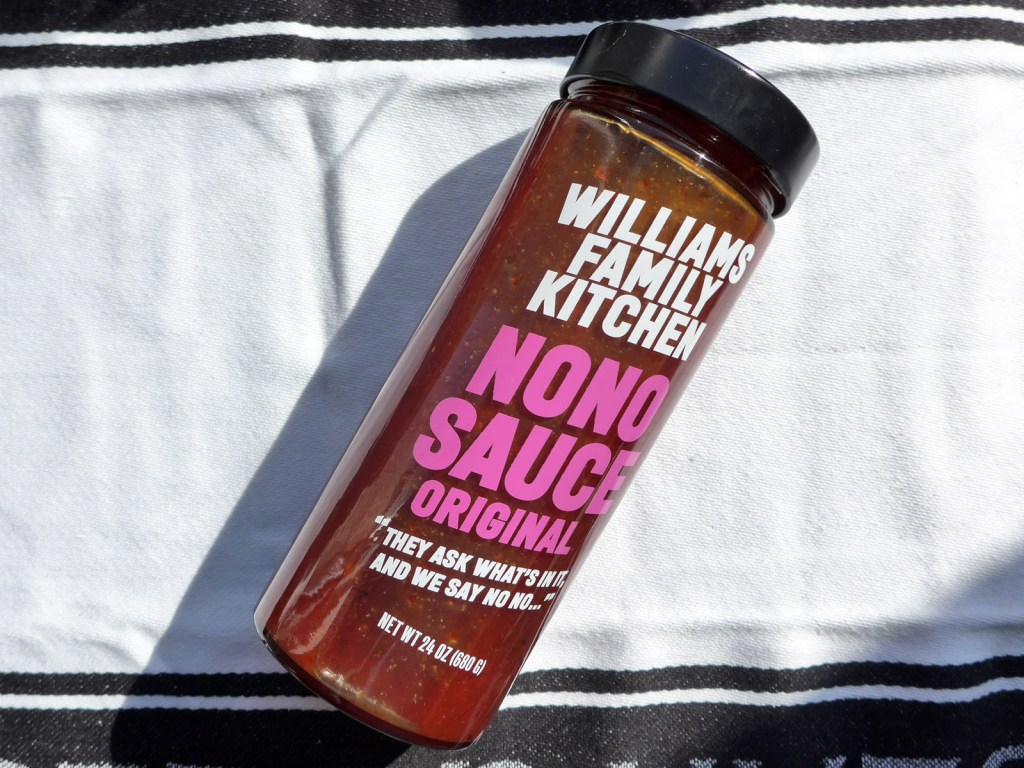 WILLIAMS
FAMILY
KITCHEN
NONO
SAUCE
ORIGINAL
"THEY ASK WHAT'S IN IT,
AND WE SAY NO NO..."
NET WT 24 OZ (680 G)